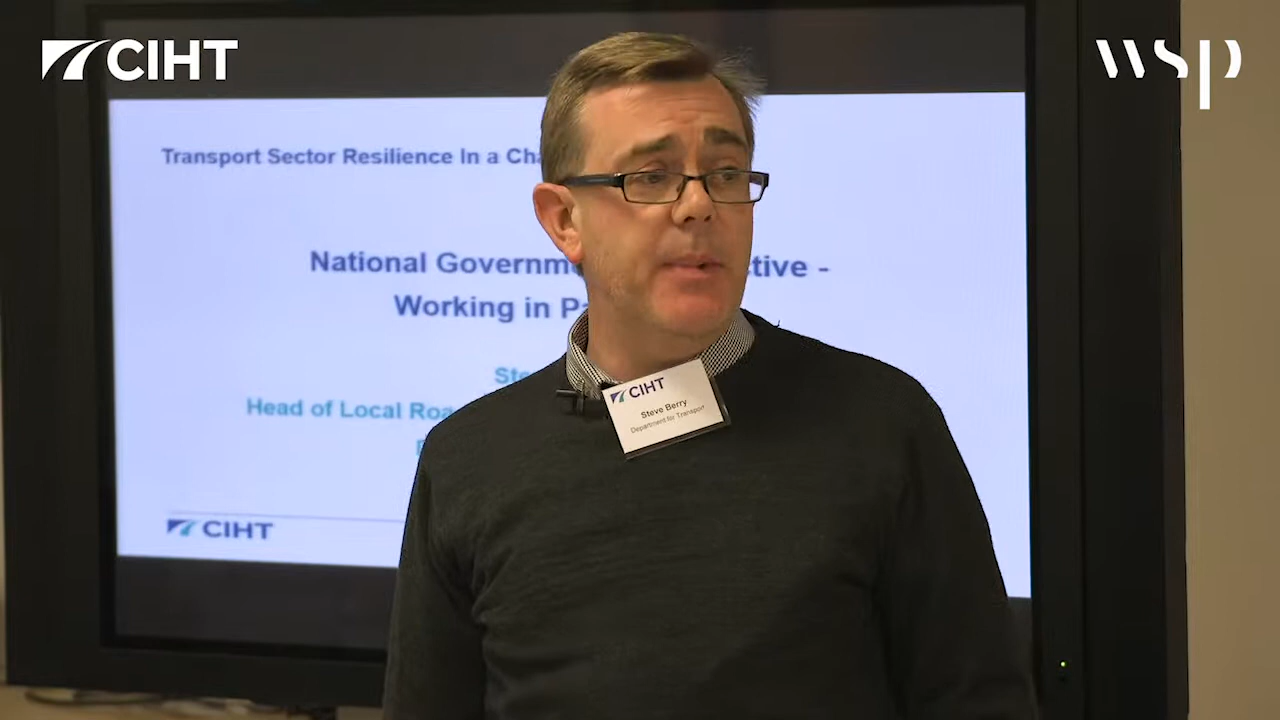 CIHT
wsp
Transport Sector Resilience In a Cha
National Governme ctive -
Working in Pa
Ste
Head of Local Roa
CIHT
Steve Berry
Department for Transport
CIHT